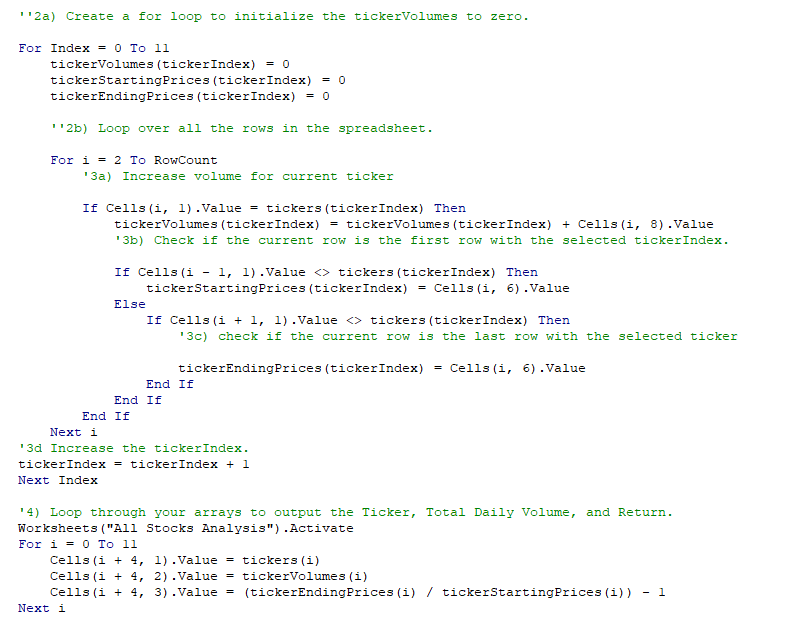 ''2a) Create a for loop to initialize the tickerVolumes to zero.
For Index = 0 To 11
tickerVolumes(tickerIndex) = 0
tickerStartingPrices(tickerIndex) = 0
tickerEndingPrices(tickerIndex) = 0
''2b) Loop over all the rows in the spreadsheet.
For i = 2 To RowCount
'3a) Increase volume for current ticker
If Cells(i, 1).Value = tickers(tickerIndex) Then
tickerVolumes(tickerIndex) = tickerVolumes(tickerIndex) + Cells(i, 8).Value
'3b) Check if the current row is the first row with the selected tickerIndex.
If Cells(i - 1, 1).Value <> tickers(tickerIndex) Then
tickerStartingPrices(tickerIndex) = Cells(i, 6).Value
Else
If Cells(i + 1, 1).Value <> tickers(tickerIndex) Then
'3c) check if the current row is the last row with the selected ticker
tickerEndingPrices(tickerIndex) = Cells(i, 6).Value
End If
End If
End If
Next i
'3d Increase the tickerIndex.
tickerIndex = tickerIndex + 1
Next Index
'4) Loop through your arrays to output the Ticker, Total Daily Volume, and Return.
Worksheets("All Stocks Analysis").Activate
For i = 0 To 11
Cells(i + 4, 1).Value = tickers(i)
Cells(i + 4, 2).Value = tickerVolumes(i)
Cells(i + 4, 3).Value = (tickerEndingPrices(i) / tickerStartingPrices(i)) - 1
Next i